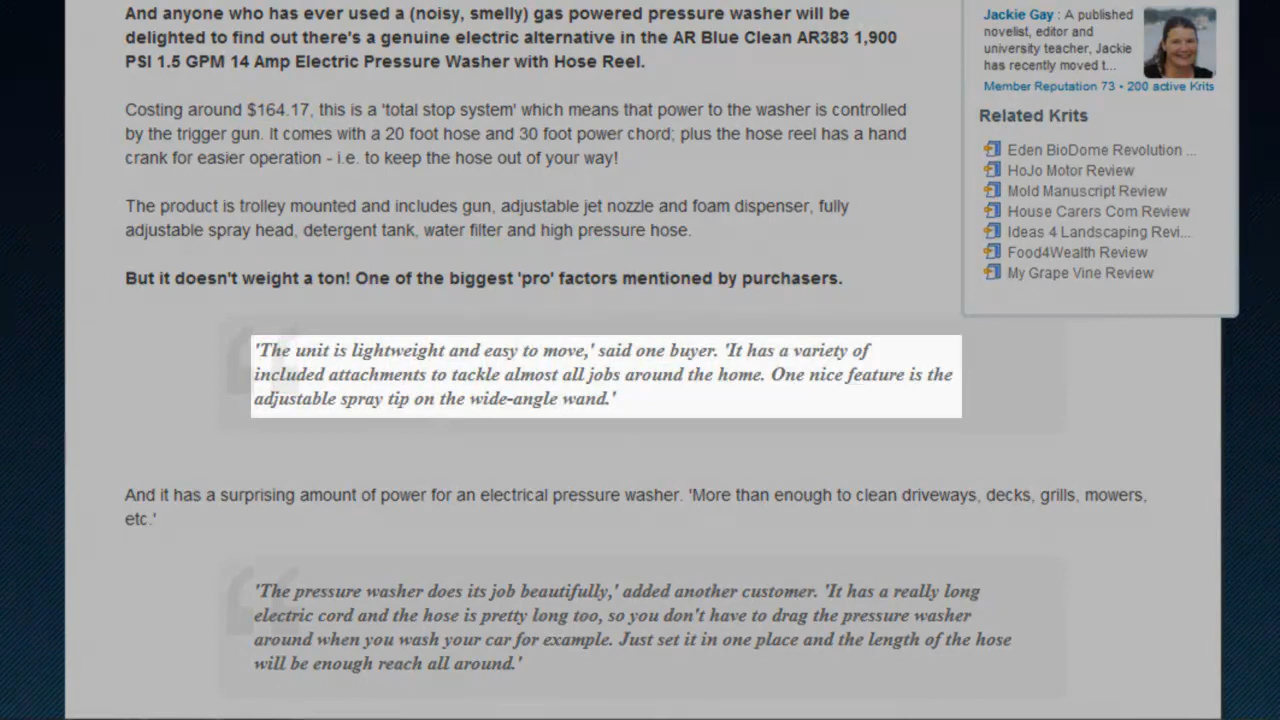 And anyone who has ever used a (noisy, smelly) gas powered pressure washer will be
delighted to find out there's a genuine electric alternative in the AR Blue Clean AR383 1,900
PSI 1.5 GPM 14 Amp Electric Pressure Washer with Hose Reel.
Costing around $164.17, this is a 'total stop system' which means that power to the washer is controlled
by the trigger gun. It comes with a 20 foot hose and 30 foot power chord; plus the hose reel has a hand
crank for easier operation - i.e. to keep the hose out of your way!
The product is trolley mounted and includes gun, adjustable jet nozzle and foam dispenser, fully
adjustable spray head, detergent tank, water filter and high pressure hose.
But it doesn't weight a ton! One of the biggest 'pro' factors mentioned by purchasers.
'The unit is lightweight and easy to move,' said one buyer. 'It has a variety of
included attachments to tackle almost all jobs around the home. One nice feature is the
adjustable spray tip on the wide-angle wand.'
And it has a surprising amount of power for an electrical pressure washer. 'More than enough to clean driveways, decks, grills, mowers,
etc.'
'The pressure washer does its job beautifully,' added another customer. 'It has a really long
electric cord and the hose is pretty long too, so you don't have to drag the pressure washer
around when you wash your car for example. Just set it in one place and the length of the hose
will be enough reach all around.'
Jackie Gay : A published
novelist, editor and
university teacher, Jackie
has recently moved t...
Member Reputation 73 • 200 active Krits
Related Krits
Eden BioDome Revolution ...
HoJo Motor Review
Mold Manuscript Review
House Carers Com Review
Ideas 4 Landscaping Revi...
Food4Wealth Review
My Grape Vine Review